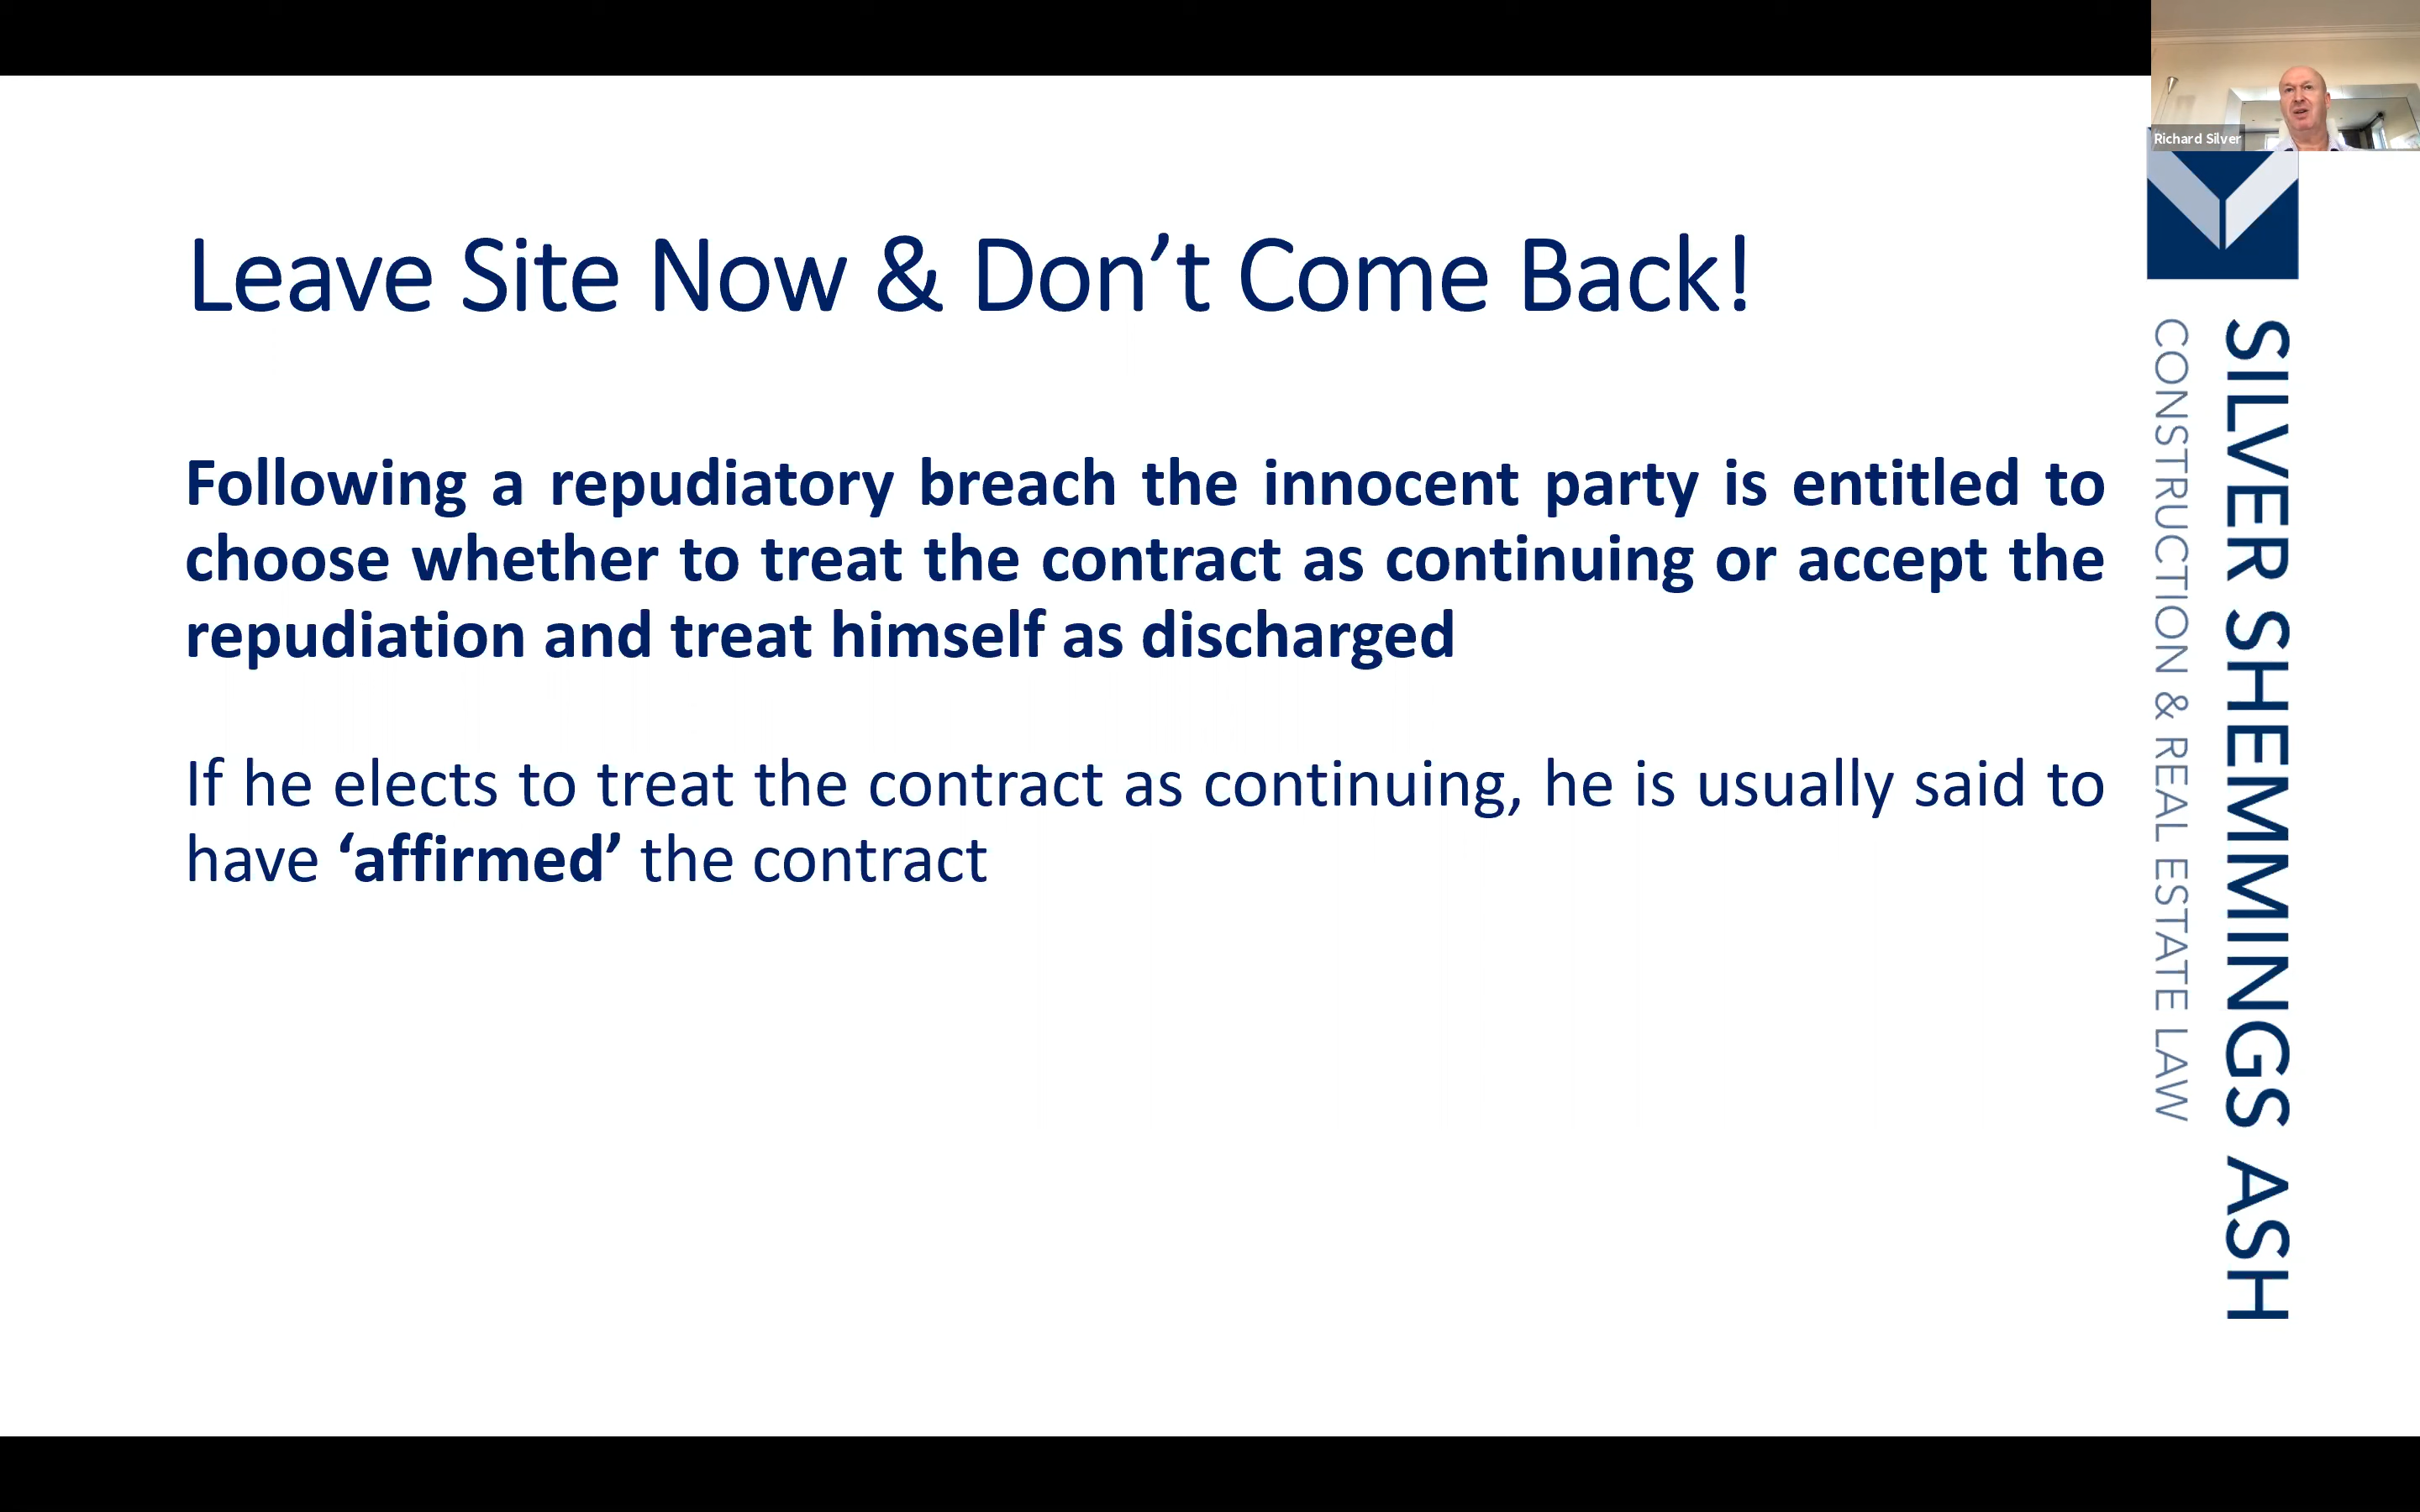 Richard Silver
Leave Site Now & Don’t Come Back!
Following a repudiatory breach the innocent party is entitled to
choose whether to treat the contract as continuing or accept the
repudiation and treat himself as discharged
If he elects to treat the contract as continuing, he is usually said to
have ‘affirmed’ the contract
SILVER SHEMMINGS ASH
CONSTRUCTION & REAL ESTATE LAW